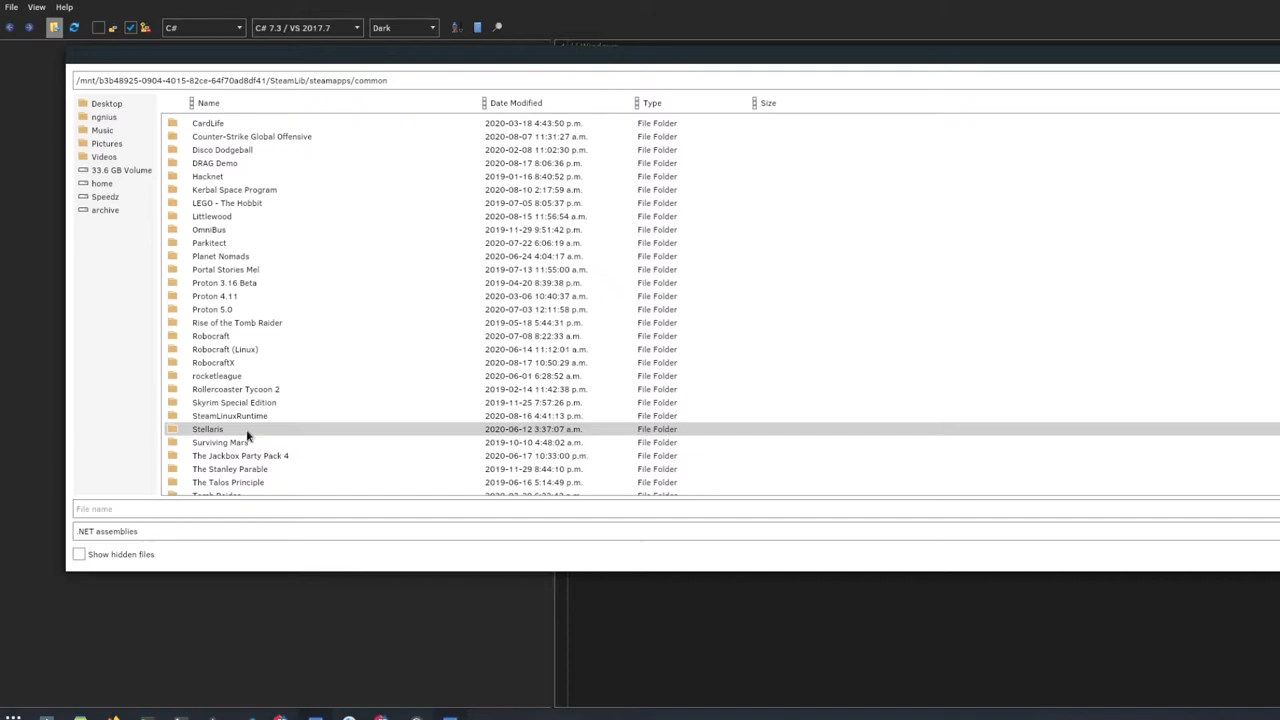 File View Help
C# C# 7.3 / VS 2017.7 Dark
/mnt/b3b48925-0904-4015-82ce-64f70ad8df41/SteamLib/steamapps/common
Desktop
ngnius
Music
Pictures
Videos
33.6 GB Volume
home
Speedz
archive
Name Date Modified Type Size
CardLife 2020-03-18 4:43:50 p.m. File Folder
Counter-Strike Global Offensive 2020-08-07 11:31:27 a.m. File Folder
Disco Dodgeball 2020-02-08 11:02:30 p.m. File Folder
DRAG Demo 2020-08-17 8:06:36 p.m. File Folder
Hacknet 2019-01-16 8:40:52 p.m. File Folder
Kerbal Space Program 2020-08-10 2:17:59 a.m. File Folder
LEGO - The Hobbit 2019-07-05 8:05:37 p.m. File Folder
Littlewood 2020-08-15 11:56:54 a.m. File Folder
OmniBus 2019-11-29 9:51:42 p.m. File Folder
Parkitect 2020-07-22 6:06:19 a.m. File Folder
Planet Nomads 2020-06-24 4:04:17 a.m. File Folder
Portal Stories Mel 2019-07-13 11:55:00 a.m. File Folder
Proton 3.16 Beta 2019-04-20 8:39:38 p.m. File Folder
Proton 4.11 2020-03-06 10:40:37 a.m. File Folder
Proton 5.0 2020-07-03 12:11:58 p.m. File Folder
Rise of the Tomb Raider 2019-05-18 5:44:31 p.m. File Folder
Robocraft 2020-07-08 8:22:33 a.m. File Folder
Robocraft (Linux) 2020-06-14 11:12:01 a.m. File Folder
RobocraftX 2020-08-17 10:50:29 a.m. File Folder
rocketleague 2020-06-01 6:28:52 a.m. File Folder
Rollercoaster Tycoon 2 2019-02-14 11:42:38 p.m. File Folder
Skyrim Special Edition 2019-11-25 7:57:26 p.m. File Folder
SteamLinuxRuntime 2020-08-16 4:41:13 p.m. File Folder
Stellaris 2020-06-12 3:37:07 a.m. File Folder
Surviving Mars 2019-10-10 4:48:02 a.m. File Folder
The Jackbox Party Pack 4 2020-06-17 10:33:00 p.m. File Folder
The Stanley Parable 2019-11-29 8:44:10 p.m. File Folder
The Talos Principle 2019-06-16 5:14:49 p.m. File Folder
File name
.NET assemblies
Show hidden files